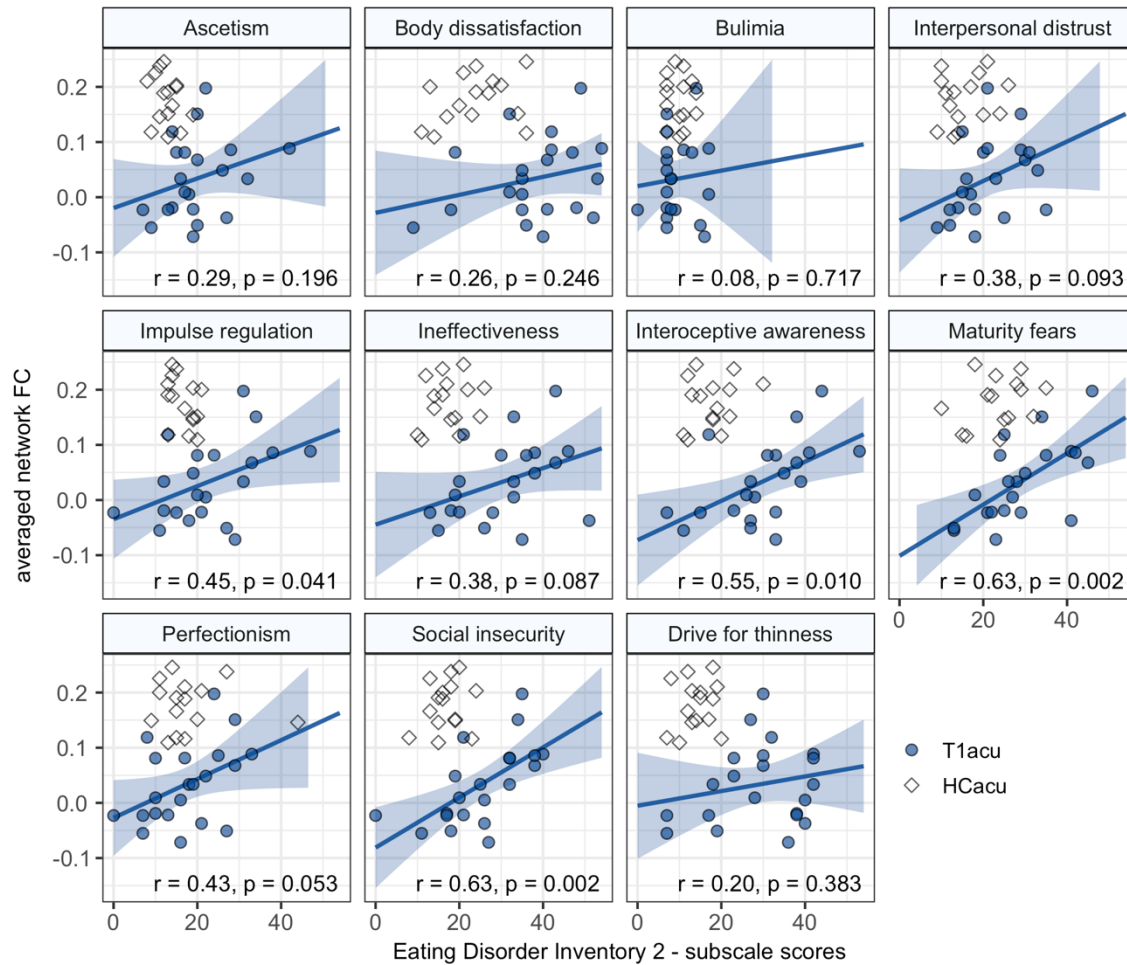 Ascetism
Body dissatisfaction
Bulimia
Interpersonal distrust
0.2
0.1
0.0
-0.1
r = 0.29, p = 0.196
r = 0.26, p = 0.246
r = 0.08, p = 0.717
r = 0.38, p = 0.093
Impulse regulation
Ineffectiveness
Interoceptive awareness
Maturity fears
averaged network FC
0.2
0.1
0.0
-0.1
r = 0.45, p = 0.041
r = 0.38, p = 0.087
r = 0.55, p = 0.010
r = 0.63, p = 0.002
0 20 40
Perfectionism
Social insecurity
Drive for thinness
0.2
0.1
0.0
-0.1
r = 0.43, p = 0.053
r = 0.63, p = 0.002
r = 0.20, p = 0.383
T1acu
HCacu
0 20 40
0 20 40
0 20 40
Eating Disorder Inventory 2 - subscale scores